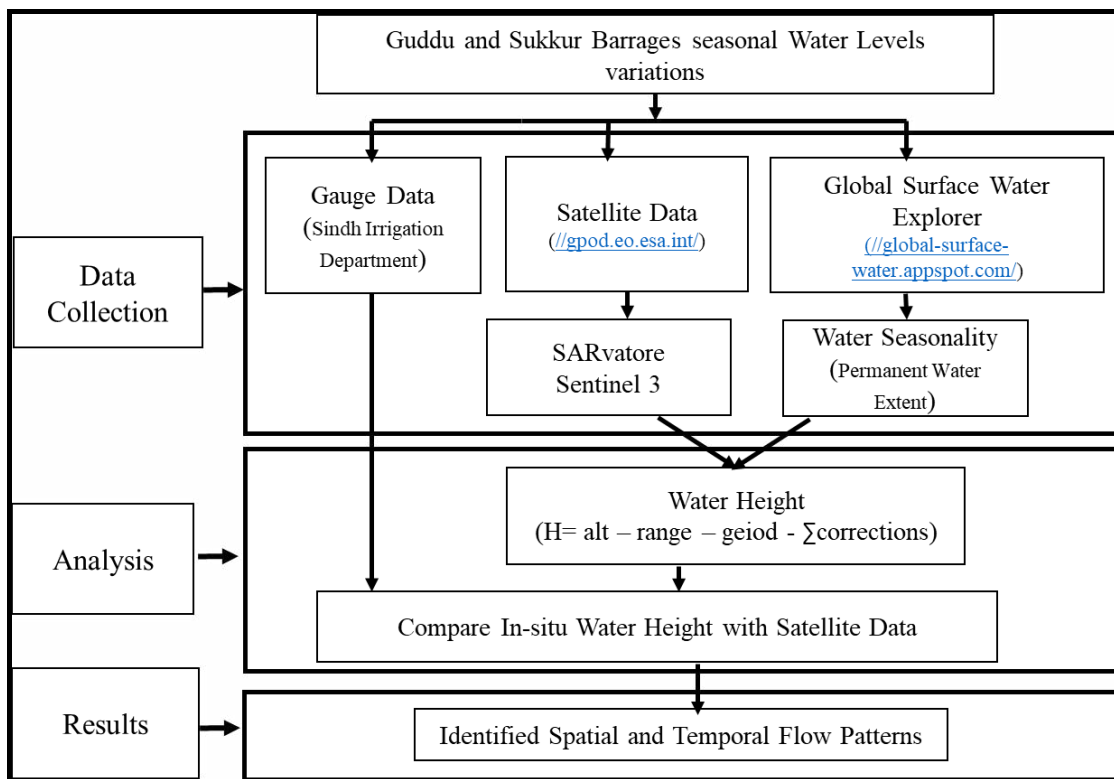 Guddu and Sukkur Barrages seasonal Water Levels
variations
Data
Collection
Gauge Data
(Sindh Irrigation
Department)
Satellite Data
(//gpod.eo.esa.int/)
Global Surface Water
Explorer
(//global-surface-
water.appspot.com/)
SARvatore
Sentinel 3
Water Seasonality
(Permanent Water
Extent)
Analysis
Water Height
(H= alt – range – geiod - ∑corrections)
Compare In-situ Water Height with Satellite Data
Results
Identified Spatial and Temporal Flow Patterns